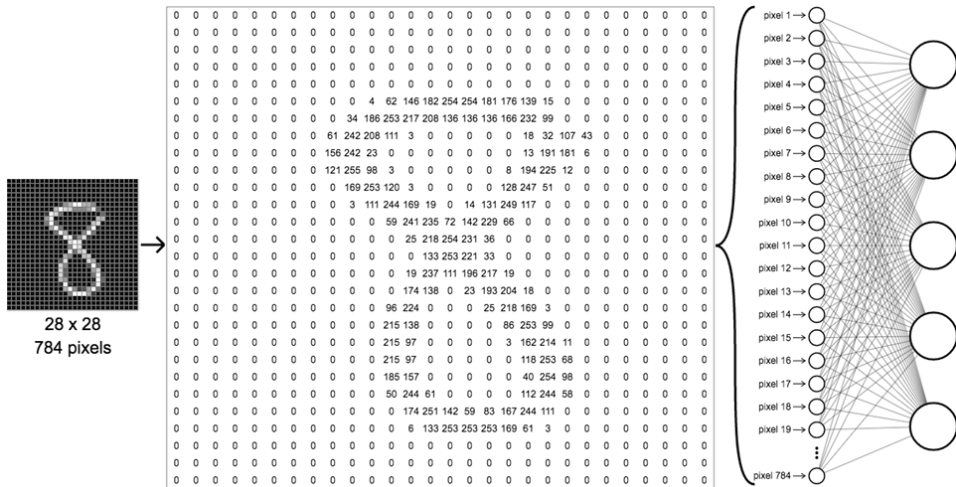 28 x 28
784 pixels
0 0 0 0 0 0 0 0 0 0 0 0 0 0 0 0 0 0 0 0 0 0 0 0 0 0 0 0
0 0 0 0 0 0 0 0 0 0 0 0 0 0 0 0 0 0 0 0 0 0 0 0 0 0 0 0
0 0 0 0 0 0 0 0 0 0 0 0 0 0 0 0 0 0 0 0 0 0 0 0 0 0 0 0
0 0 0 0 0 0 0 0 0 0 0 0 0 0 0 0 0 0 0 0 0 0 0 0 0 0 0 0
0 0 0 0 0 0 0 0 0 0 0 0 0 0 0 0 0 0 0 0 0 0 0 0 0 0 0 0
0 0 0 0 0 0 0 0 0 0 4 62 146 182 254 254 181 176 139 15 0 0 0 0 0 0 0 0
0 0 0 0 0 0 0 0 0 34 186 253 217 208 136 136 136 166 232 99 0 0 0 0 0 0 0 0
0 0 0 0 0 0 0 0 61 242 208 111 3 0 0 0 0 0 18 32 107 43 0 0 0 0 0 0
0 0 0 0 0 0 0 0 156 242 23 0 0 0 0 0 0 0 13 191 181 6 0 0 0 0 0 0
0 0 0 0 0 0 0 0 121 255 98 3 0 0 0 0 0 8 194 225 12 0 0 0 0 0 0 0
0 0 0 0 0 0 0 0 0 169 253 120 3 0 0 0 0 128 247 51 0 0 0 0 0 0 0 0
0 0 0 0 0 0 0 0 0 3 111 244 169 19 0 14 131 249 117 0 0 0 0 0 0 0 0 0
0 0 0 0 0 0 0 0 0 0 0 59 241 235 72 142 229 66 0 0 0 0 0 0 0 0 0 0
0 0 0 0 0 0 0 0 0 0 0 0 25 218 254 231 36 0 0 0 0 0 0 0 0 0 0 0
0 0 0 0 0 0 0 0 0 0 0 0 0 133 253 221 33 0 0 0 0 0 0 0 0 0 0 0
0 0 0 0 0 0 0 0 0 0 0 0 19 237 111 196 217 19 0 0 0 0 0 0 0 0 0 0
0 0 0 0 0 0 0 0 0 0 0 0 174 138 0 23 193 204 18 0 0 0 0 0 0 0 0 0
0 0 0 0 0 0 0 0 0 0 0 96 224 0 0 0 25 218 169 3 0 0 0 0 0 0 0 0
0 0 0 0 0 0 0 0 0 0 0 215 138 0 0 0 0 86 253 99 0 0 0 0 0 0 0 0
0 0 0 0 0 0 0 0 0 0 0 215 97 0 0 0 0 3 162 214 11 0 0 0 0 0 0 0
0 0 0 0 0 0 0 0 0 0 0 215 97 0 0 0 0 0 118 253 68 0 0 0 0 0 0 0
0 0 0 0 0 0 0 0 0 0 0 185 157 0 0 0 0 0 40 254 98 0 0 0 0 0 0 0
0 0 0 0 0 0 0 0 0 0 0 50 244 61 0 0 0 0 112 244 58 0 0 0 0 0 0 0
0 0 0 0 0 0 0 0 0 0 0 0 174 251 142 59 83 167 244 111 0 0 0 0 0 0 0 0
0 0 0 0 0 0 0 0 0 0 0 0 6 133 253 253 253 169 61 3 0 0 0 0 0 0 0 0
0 0 0 0 0 0 0 0 0 0 0 0 0 0 0 0 0 0 0 0 0 0 0 0 0 0 0 0
0 0 0 0 0 0 0 0 0 0 0 0 0 0 0 0 0 0 0 0 0 0 0 0 0 0 0 0
0 0 0 0 0 0 0 0 0 0 0 0 0 0 0 0 0 0 0 0 0 0 0 0 0 0 0 0
pixel 1
pixel 2
pixel 3
pixel 4
pixel 5
pixel 6
pixel 7
pixel 8
pixel 9
pixel 10
pixel 11
pixel 12
pixel 13
pixel 14
pixel 15
pixel 16
pixel 17
pixel 18
pixel 19
pixel 784